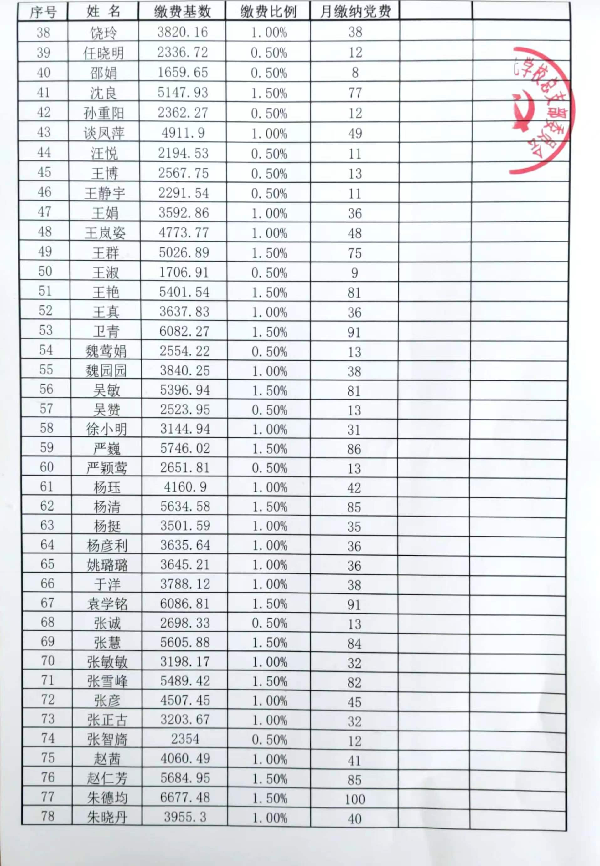 序号 姓 名 缴费基数 缴费比例 月缴纳党费
38 饶玲 3820.16 1.00% 38
39 任晓明 2336.72 0.50% 12
40 邵娟 1659.65 0.50% 8
41 沈良 5147.93 1.50% 77
42 孙重阳 2362.27 0.50% 12
43 谈凤萍 4911.9 1.00% 49
44 汪悦 2194.53 0.50% 11
45 王博 2567.75 0.50% 13
46 王静宇 2291.54 0.50% 11
47 王娟 3592.86 1.00% 36
48 王岚姿 4773.77 1.00% 48
49 王群 5026.89 1.50% 75
50 王淑 1706.91 0.50% 9
51 王艳 5401.54 1.50% 81
52 王真 3637.83 1.00% 36
53 卫青 6082.27 1.50% 91
54 魏莺娟 2554.22 0.50% 13
55 魏园园 3840.25 1.00% 38
56 吴敏 5396.94 1.50% 81
57 吴赞 2523.95 0.50% 13
58 徐小明 3144.94 1.00% 31
59 严巍 5746.02 1.50% 86
60 严颖莺 2651.81 0.50% 13
61 杨珏 4160.9 1.00% 42
62 杨清 5634.58 1.50% 85
63 杨挺 3501.59 1.00% 35
64 杨彦利 3635.64 1.00% 36
65 姚璐璐 3645.21 1.00% 36
66 于洋 3788.12 1.00% 38
67 袁学铭 6086.81 1.50% 91
68 张诚 2698.33 0.50% 13
69 张慧 5605.88 1.50% 84
70 张敏敏 3198.17 1.00% 32
71 张雪峰 5489.42 1.50% 82
72 张彦 4507.45 1.00% 45
73 张正古 3203.67 1.00% 32
74 张智旖 2354 0.50% 12
75 赵茜 4060.49 1.00% 41
76 赵仁芳 5684.95 1.50% 85
77 朱德均 6677.48 1.50% 100
78 朱晓丹 3955.3 1.00% 40
学校总支部委员会